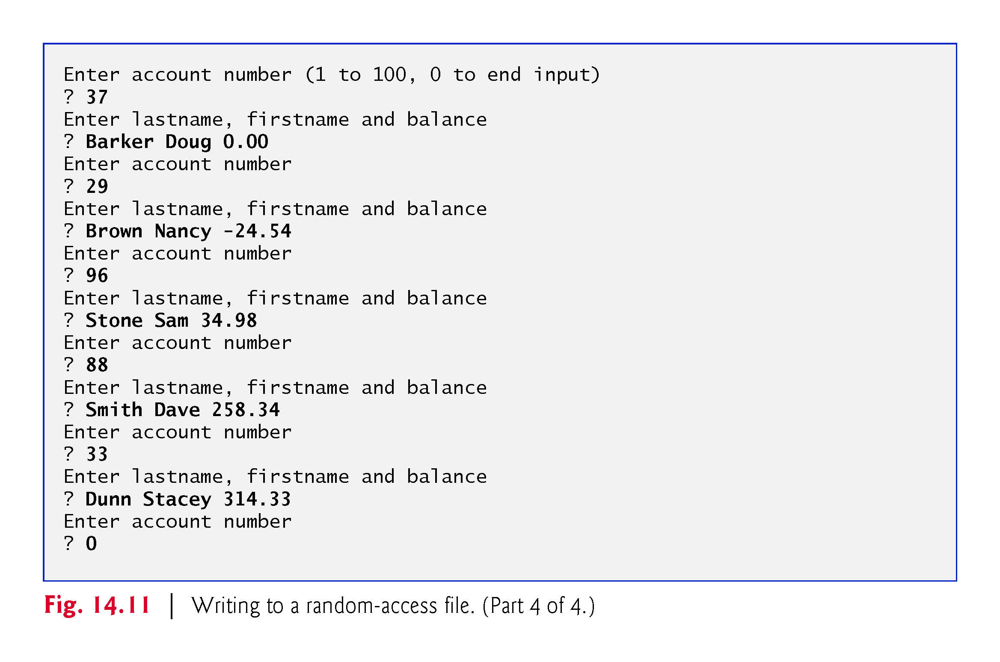 Enter account number (1 to 100, 0 to end input)
? 37
Enter lastname, firstname and balance
? Barker Doug 0.00
Enter account number
? 29
Enter lastname, firstname and balance
? Brown Nancy -24.54
Enter account number
? 96
Enter lastname, firstname and balance
? Stone Sam 34.98
Enter account number
? 88
Enter lastname, firstname and balance
? Smith Dave 258.34
Enter account number
? 33
Enter lastname, firstname and balance
? Dunn Stacey 314.33
Enter account number
? 0
Fig. 14.11 | Writing to a random-access file. (Part 4 of 4.)